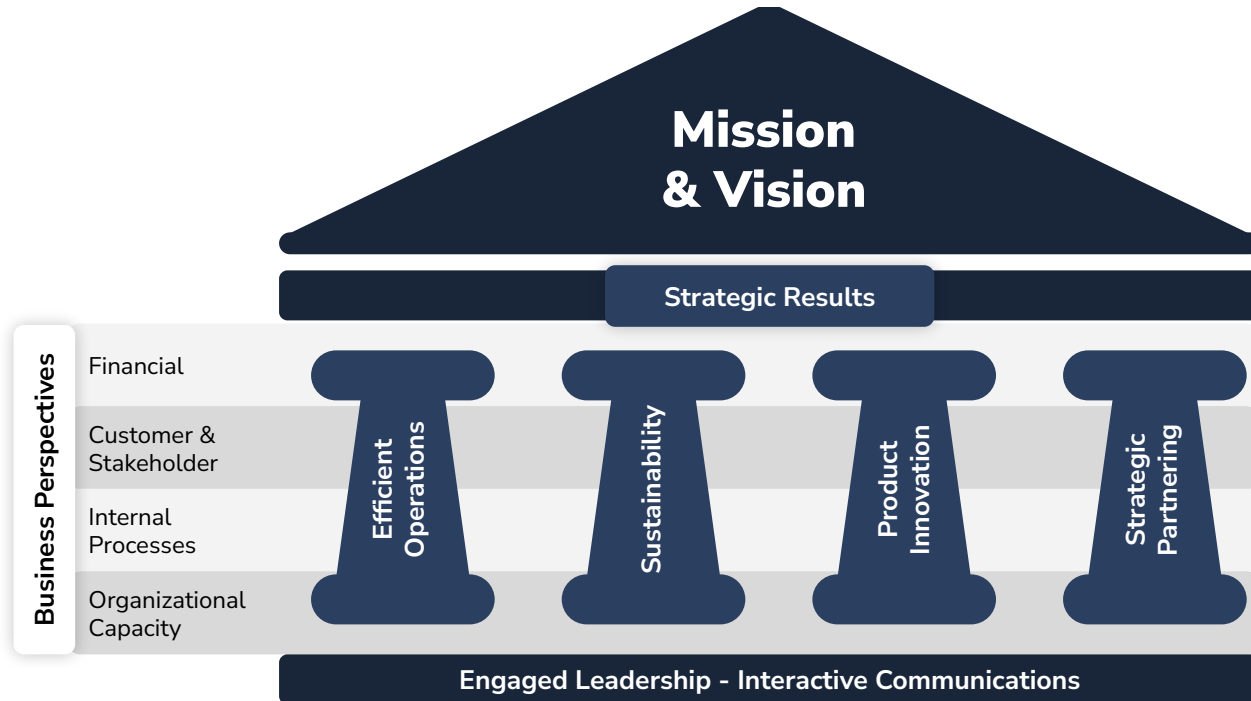 Mission
& Vision
Strategic Results
Business Perspectives
Financial
Customer &
Stakeholder
Internal
Processes
Organizational
Capacity
Efficient
Operations
Sustainability
Product
Innovation
Strategic
Partnering
Engaged Leadership - Interactive Communications